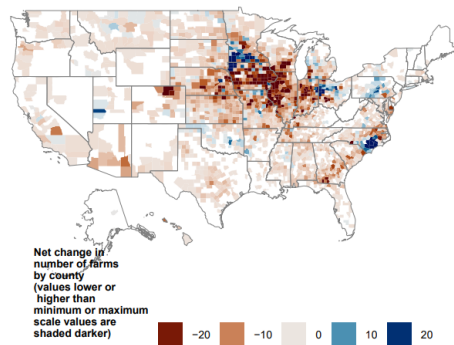 Net change in
number of farms
by county
(values lower or
higher than
minimum or maximum
scale values are
shaded darker)
−20 −10 0 10 20